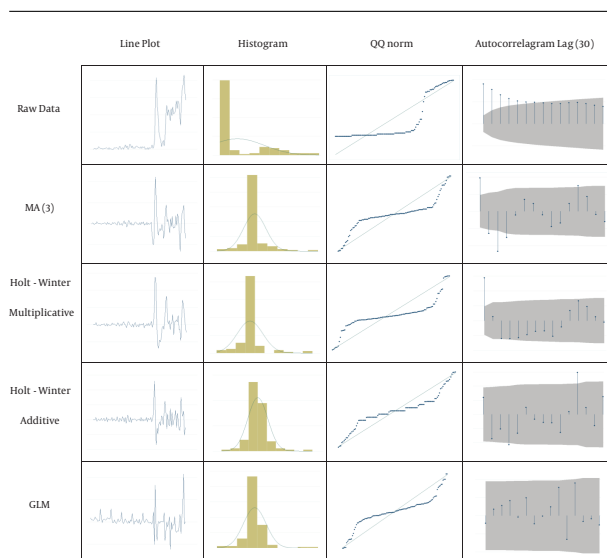 Line Plot Histogram QQ norm Autocorrelagram Lag (30)
Raw Data
MA (3)
Holt - Winter
Multiplicative
Holt - Winter
Additive
GLM